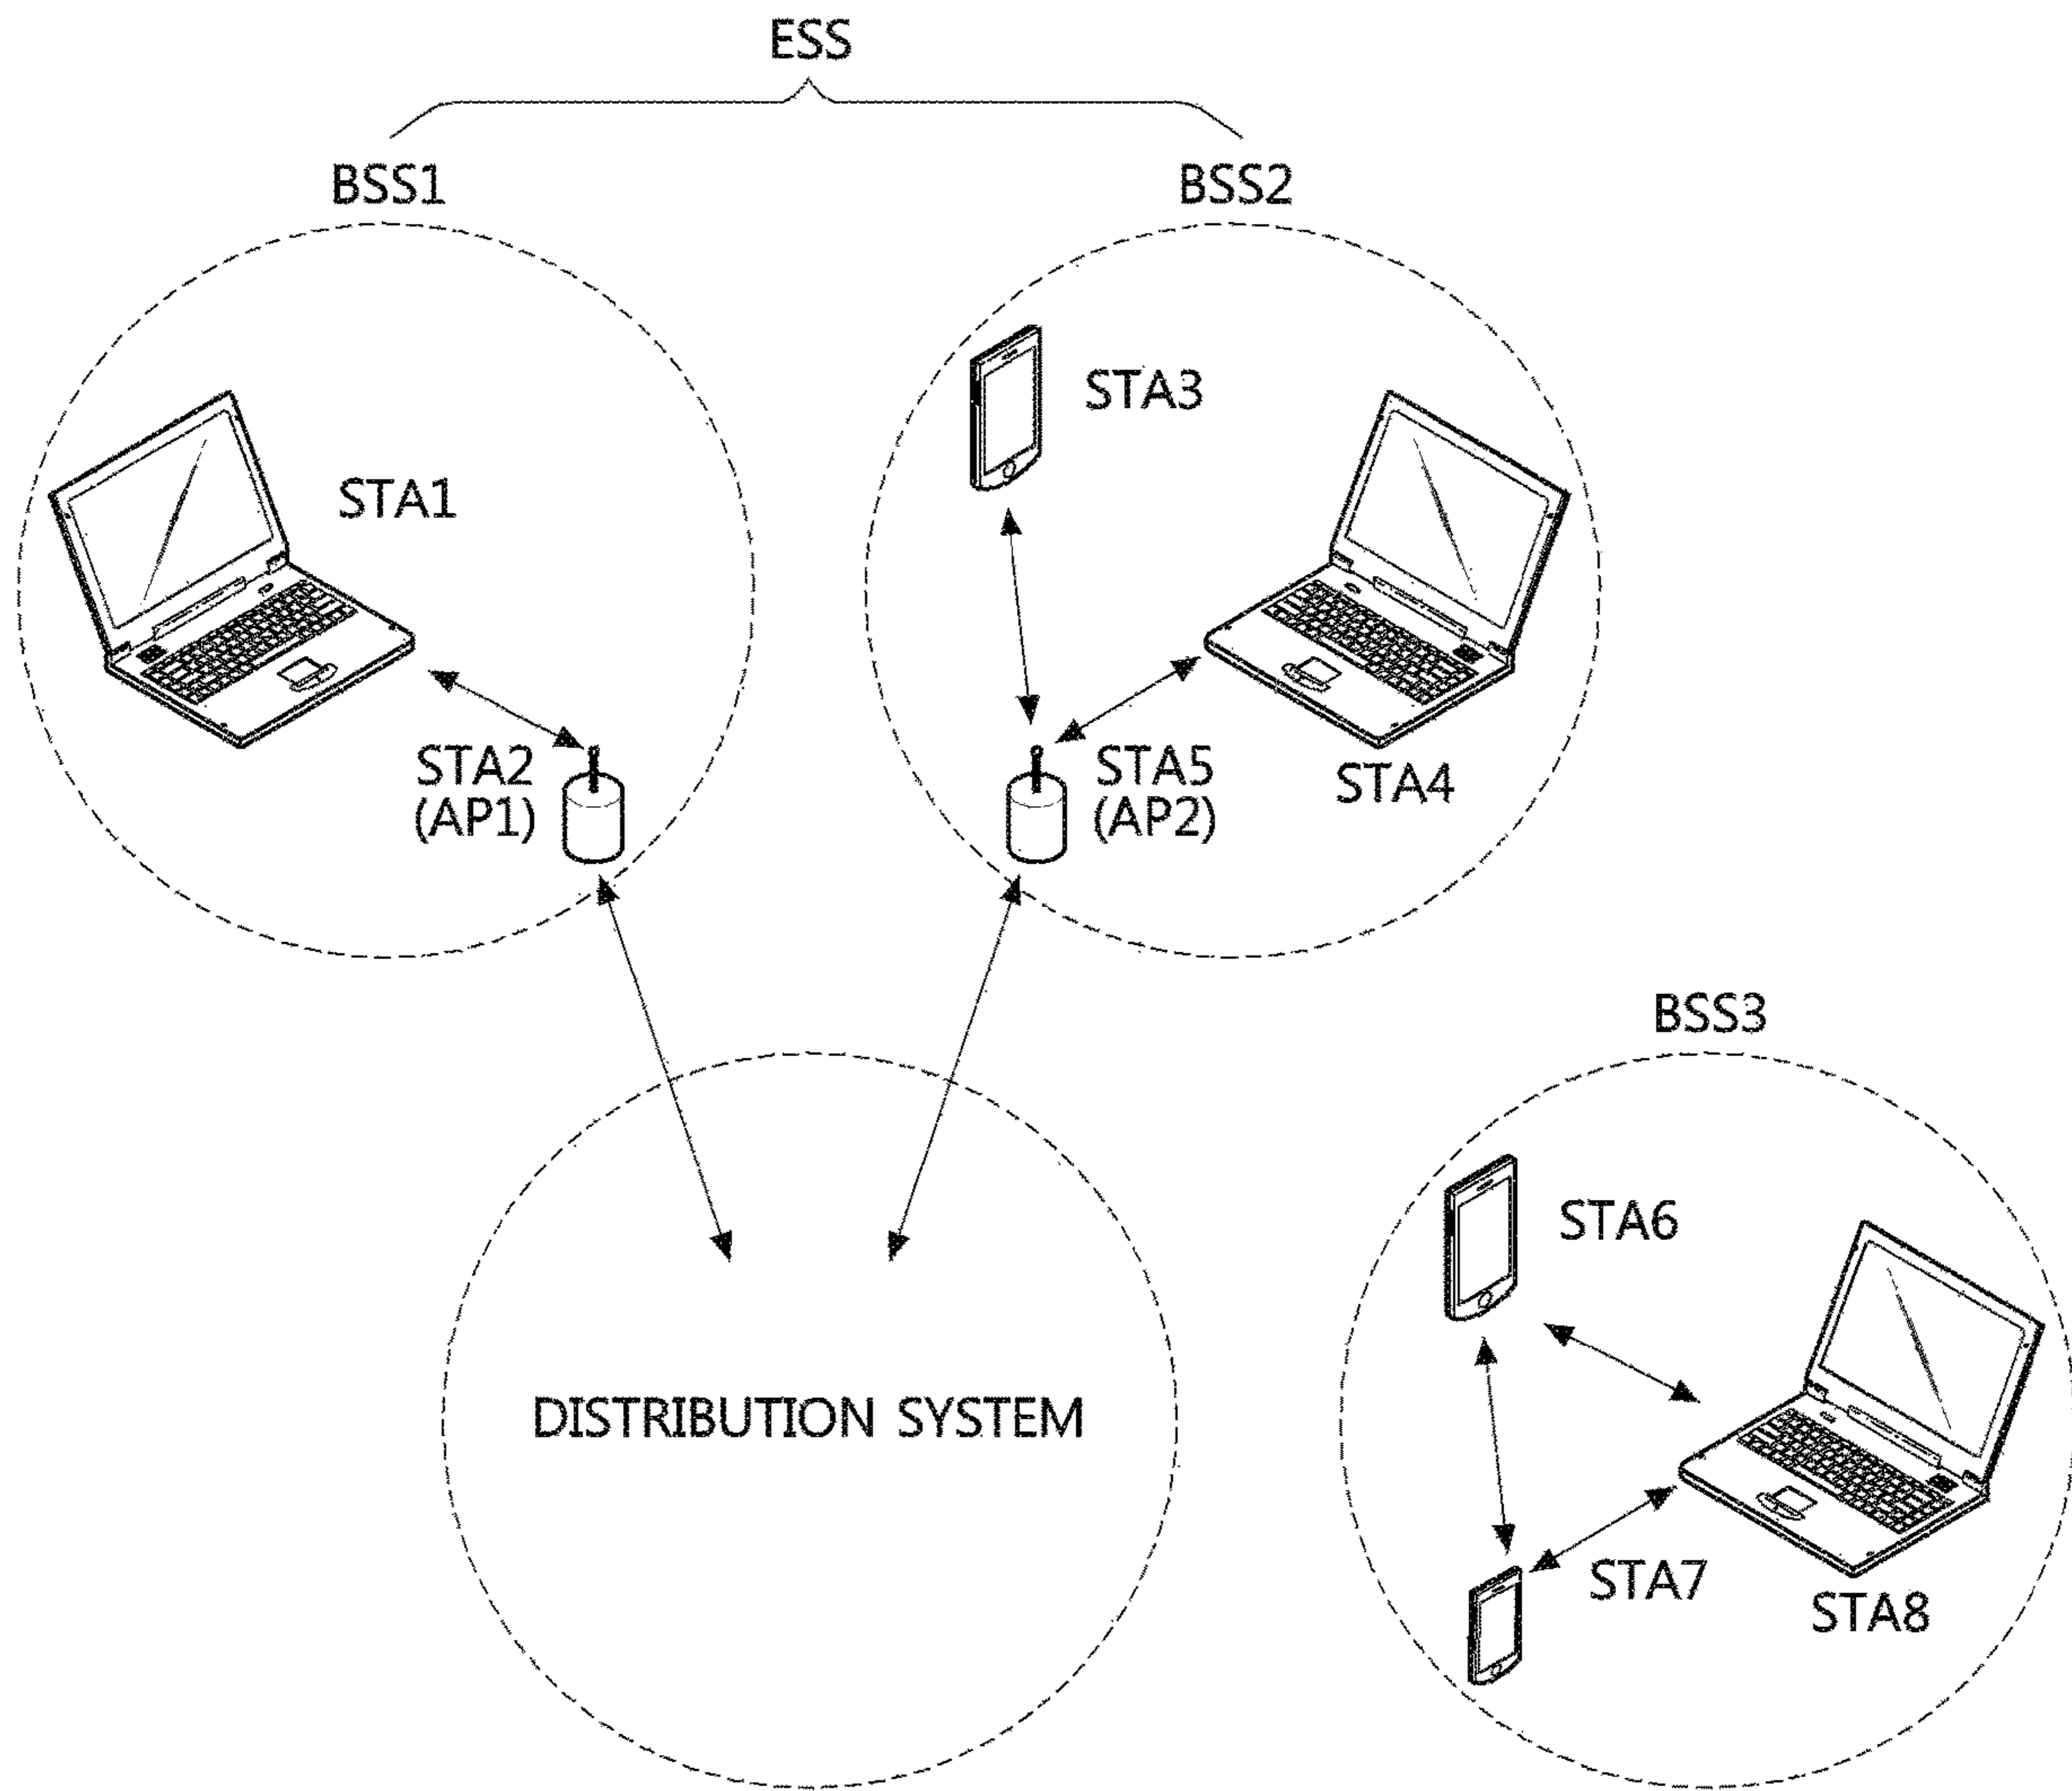 ESS
BSS1
BSS2
STA3
STA1
STA2
(AP1)
STA5
(AP2)
STA4
BSS3
STA6
DISTRIBUTION SYSTEM
STA7
STA8